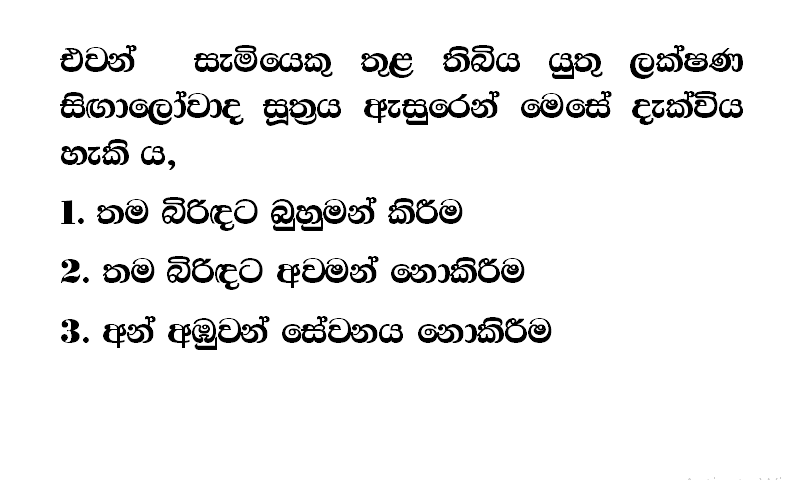 එවන් සැමියෙකු තුළ තිබිය යුතු ලක්ෂණ
සිඟාලෝවාද සූත්‍රය ඇසුරෙන් මෙසේ දැක්විය
හැකි ය,
1. තම බිරිඳට බුහුමන් කිරීම
2. තම බිරිඳට අවමන් නොකිරීම
3. අන් අඹුවන් සේවනය නොකිරීම